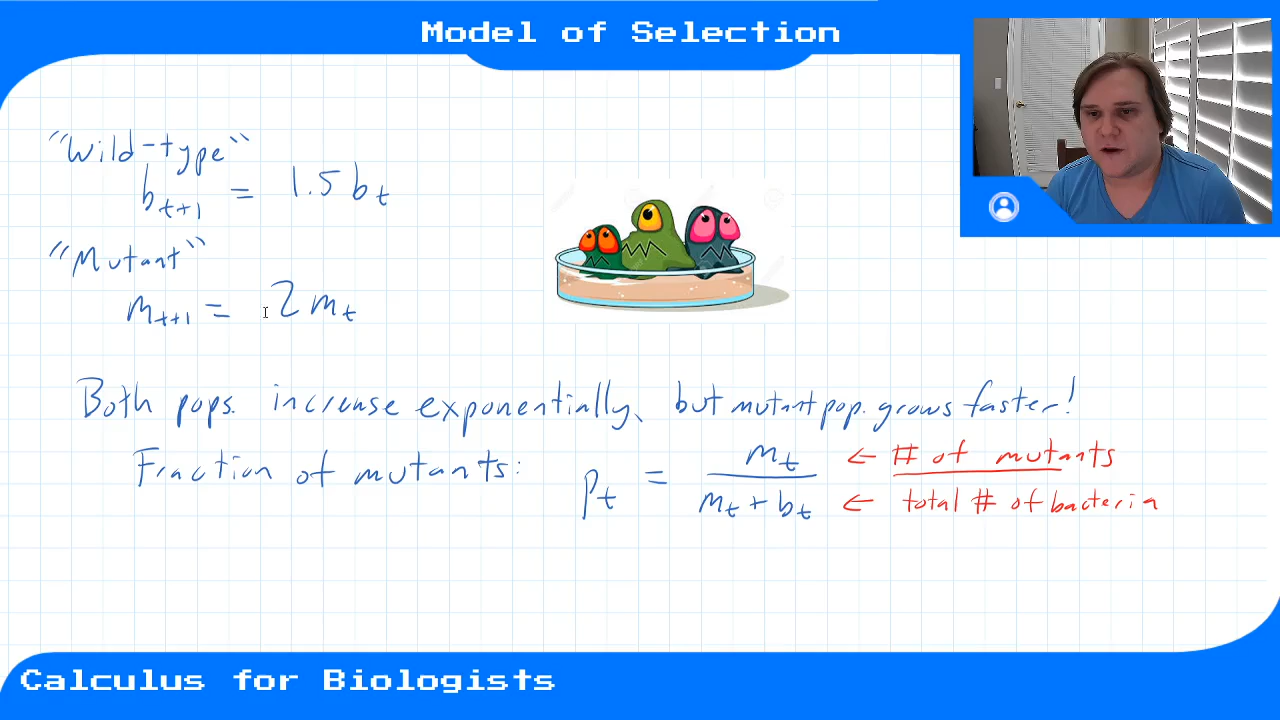 Model of Selection
"Wild-type"
b_{t+1} = 1.5 b_t
"Mutant"
m_{t+1} = 2 m_t
Both pops. increase exponentially, but mutant pop. grows faster!
Fraction of mutants: p_t = \frac{m_t}{m_t + b_t}
← # of mutants
← total # of bacteria
Calculus for Biologists